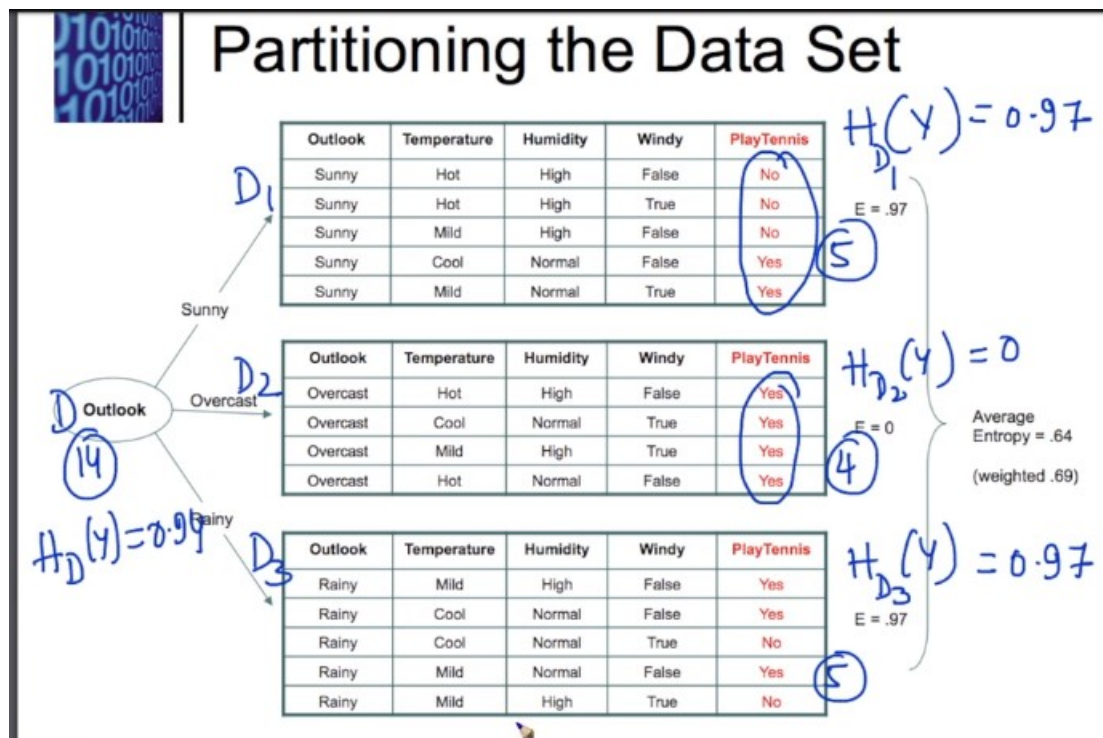 Partitioning the Data Set
H_D1(Y) = 0.97
D1
Outlook Temperature Humidity Windy PlayTennis
Sunny Hot High False No
Sunny Hot High True No
Sunny Mild High False No
Sunny Cool Normal False Yes
Sunny Mild Normal True Yes
E = .97
5
Sunny
H_D2(Y) = 0
D2
Outlook Temperature Humidity Windy PlayTennis
Overcast Hot High False Yes
Overcast Cool Normal True Yes
Overcast Mild High True Yes
Overcast Hot Normal False Yes
E = 0
4
Overcast
D Outlook
14
Average
Entropy = .64
(weighted .69)
Rainy
H_D(Y) = 0.94
H_D3(Y) = 0.97
D3
Outlook Temperature Humidity Windy PlayTennis
Rainy Mild High False Yes
Rainy Cool Normal False Yes
Rainy Cool Normal True No
Rainy Mild Normal False Yes
Rainy Mild High True No
E = .97
5